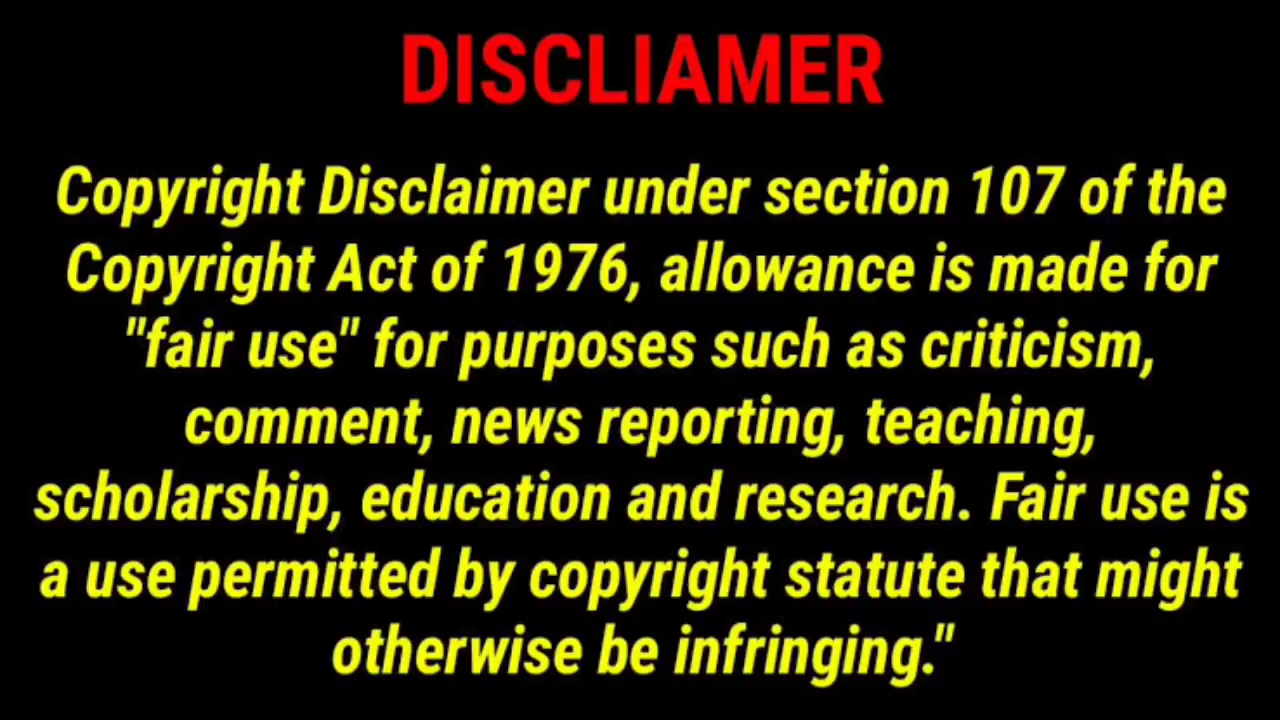 DISCLIAMER
Copyright Disclaimer under section 107 of the
Copyright Act of 1976, allowance is made for
"fair use" for purposes such as criticism,
comment, news reporting, teaching,
scholarship, education and research. Fair use is
a use permitted by copyright statute that might
otherwise be infringing."